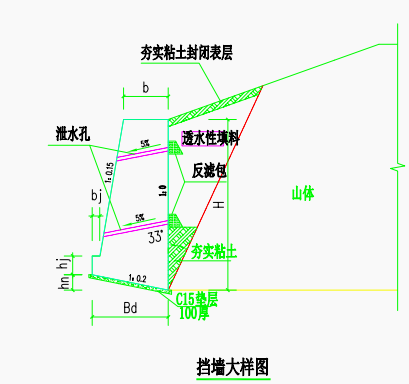 夯实粘土封闭表层
b
泄水孔
5%
透水性填料
1:0.15
反滤包
1:0
bj
H
山体
5%
33°
夯实粘土
hj
hn
1:0.2
C15垫层
100厚
Bd
挡墙大样图